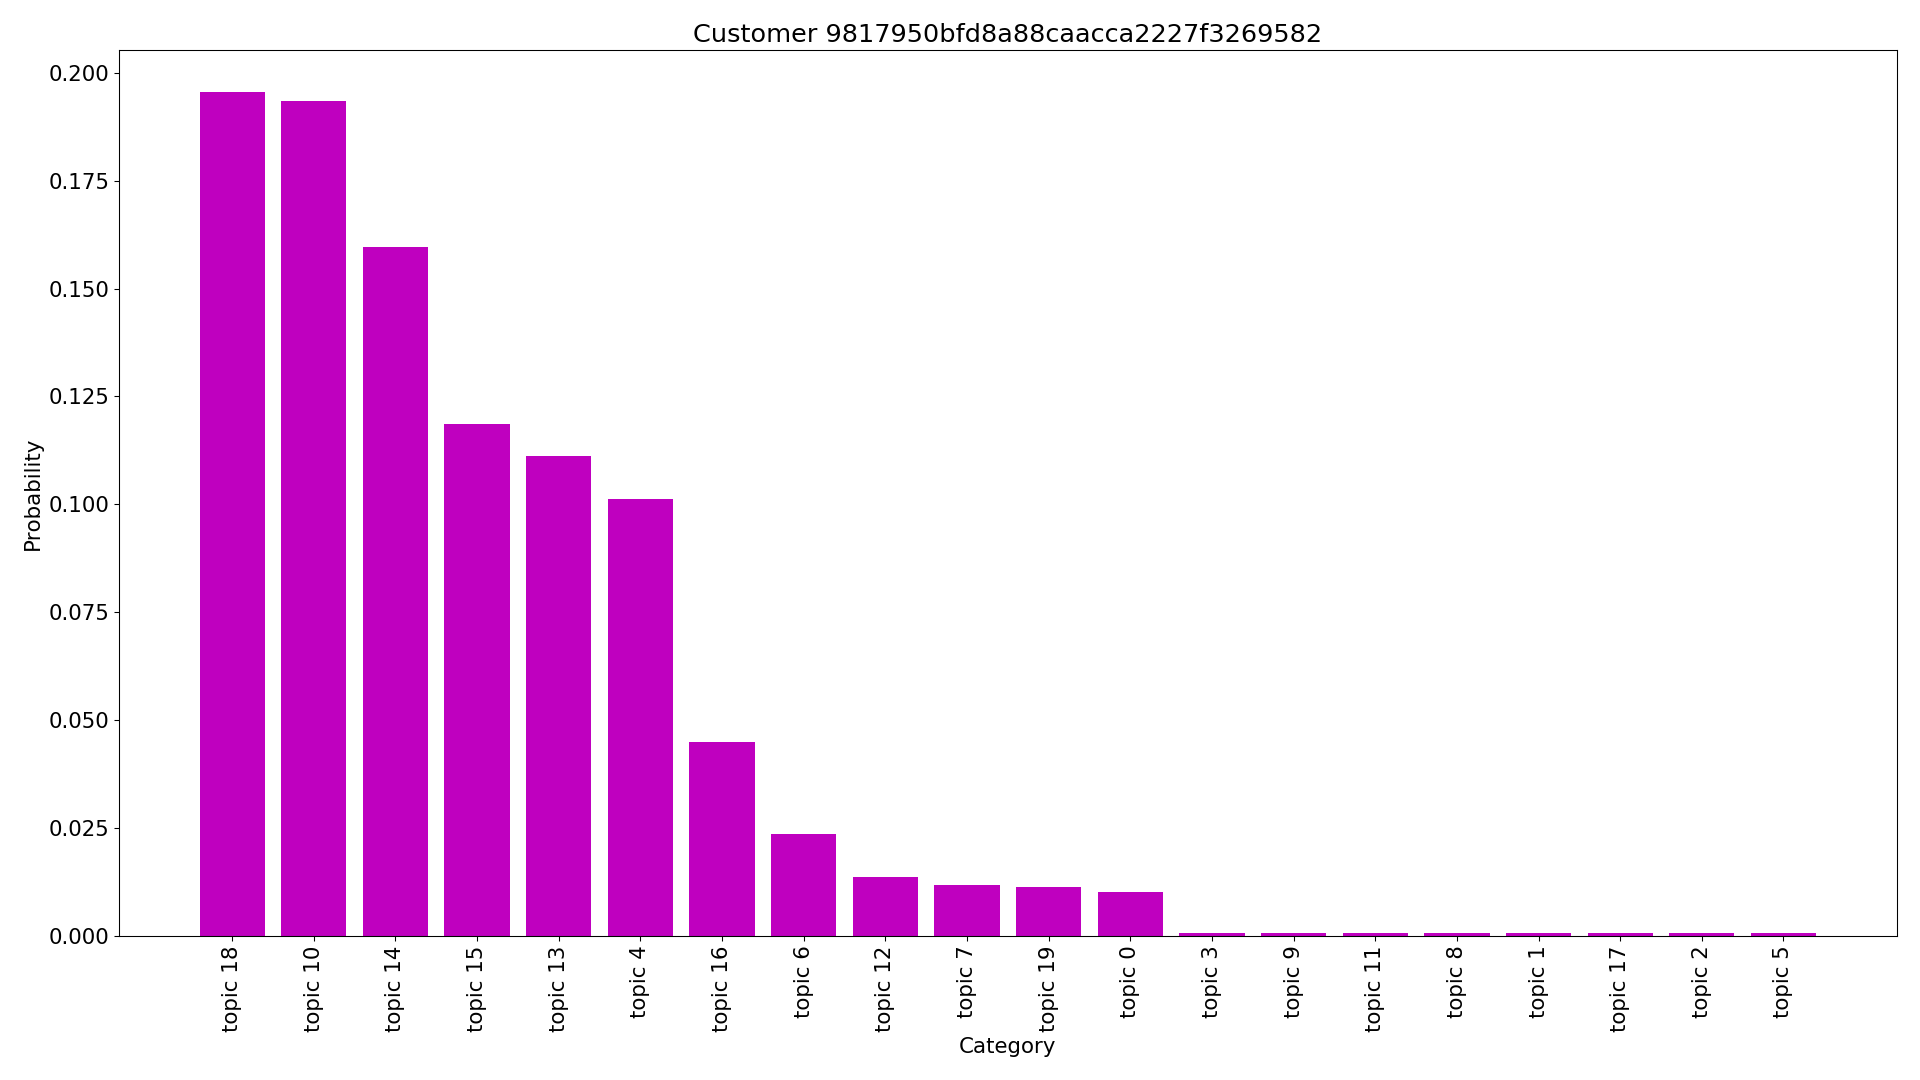 Customer 9817950bfd8a88caacca2227f3269582
0.200
0.175
0.150
0.125
0.100
0.075
0.050
0.025
0.000
Probability
topic 18
topic 10
topic 14
topic 15
topic 13
topic 4
topic 16
topic 6
topic 12
topic 7
topic 19
topic 0
topic 3
topic 9
topic 11
topic 8
topic 1
topic 17
topic 2
topic 5
Category